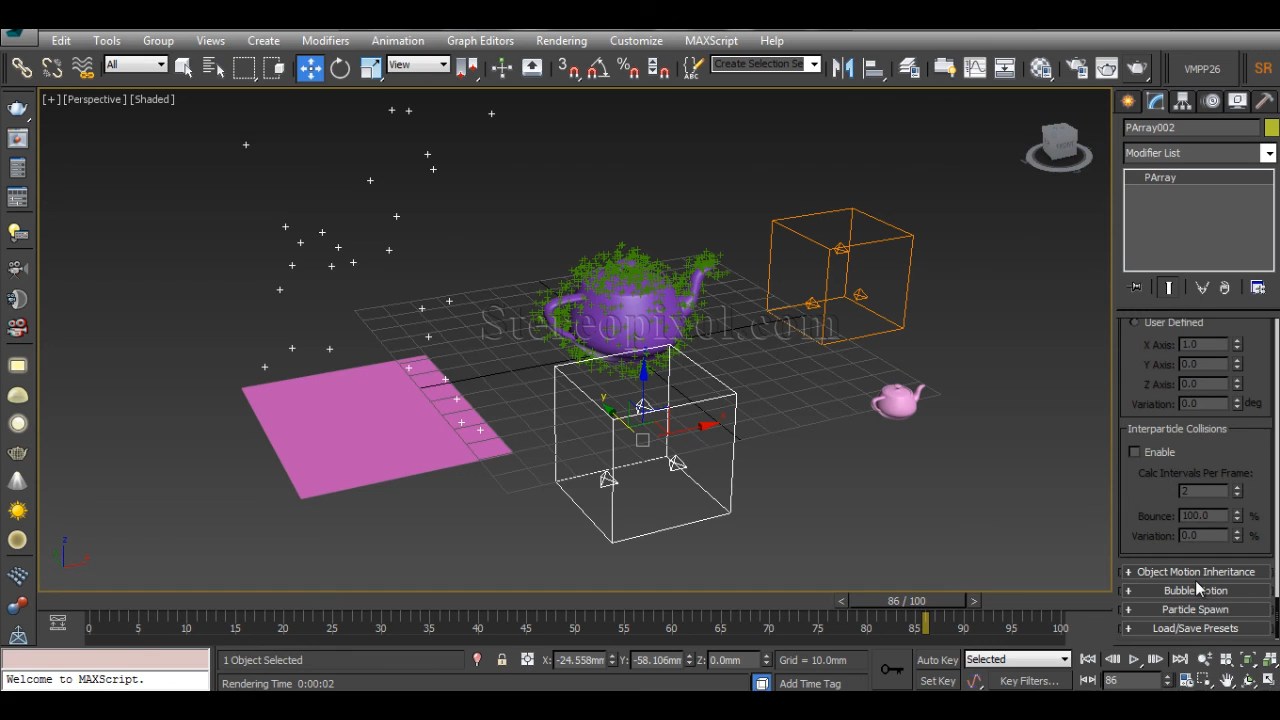 Edit Tools Group Views Create Modifiers Animation Graph Editors Rendering Customize MAXScript Help
All View Create Selection Se VMPP26 SR
[+] [Perspective] [Shaded]
FRONT
PArray002
Modifier List
PArray
Stereopixol.com
User Defined
X Axis: 1.0
Y Axis: 0.0
Z Axis: 0.0
Variation: 0.0 deg
Interparticle Collisions
Enable
Calc Intervals Per Frame:
2
Bounce: 100.0 %
Variation: 0.0 %
+ Object Motion Inheritance
+ Bubble Motion
+ Particle Spawn
+ Load/Save Presets
x
y
z
< 86 / 100 >
0 5 10 15 20 25 30 35 40 45 50 55 60 65 70 75 80 85 90 95 100
1 Object Selected X: -24.558mm Y: -58.106mm Z: 0.0mm Grid = 10.0mm Auto Key Selected
Welcome to MAXScript. Rendering Time 0:00:02 Add Time Tag Set Key Key Filters... 86